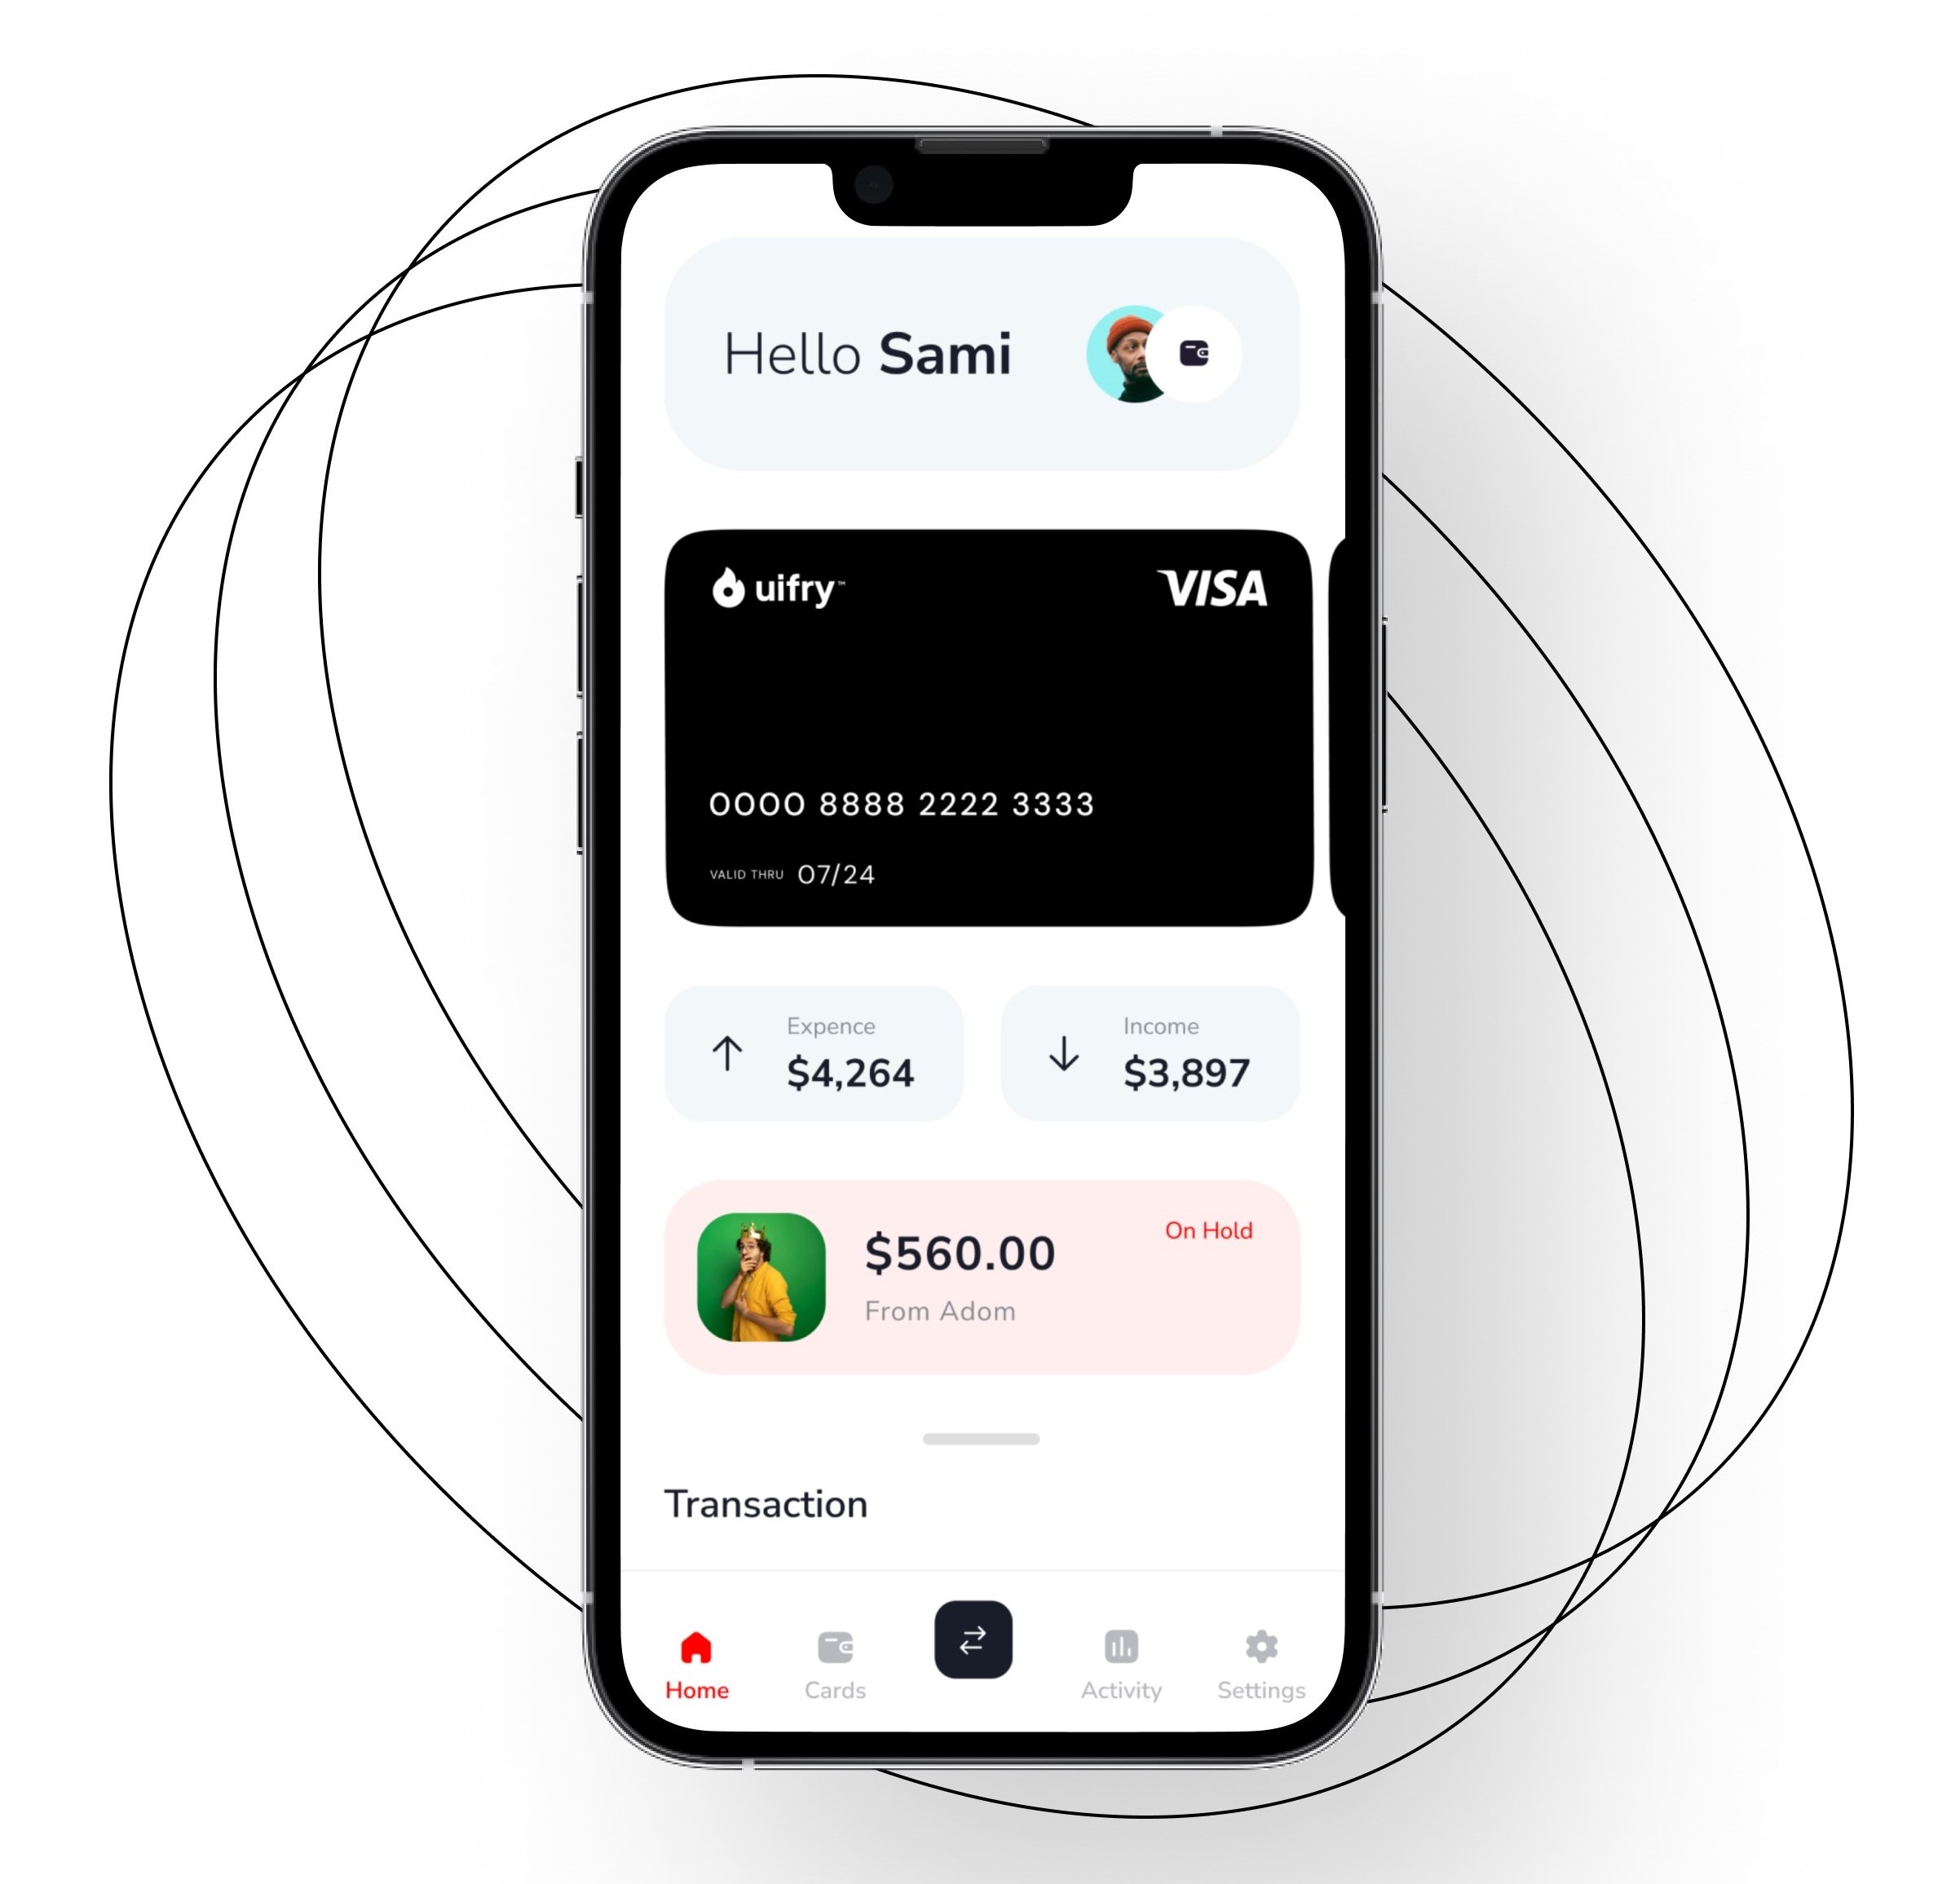 Hello Sami
uifry™
VISA
0000 8888 2222 3333
VALID THRU 07/24
Expence
$4,264
Income
$3,897
On Hold
$560.00
From Adom
Transaction
Home
Cards
Activity
Settings